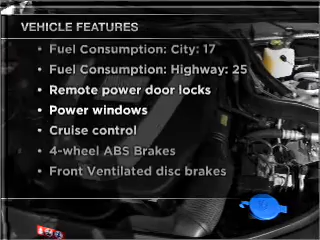 VEHICLE FEATURES
• Fuel Consumption: City: 17
• Fuel Consumption: Highway: 25
• Remote power door locks
• Power windows
• Cruise control
• 4-wheel ABS Brakes
• Front Ventilated disc brakes